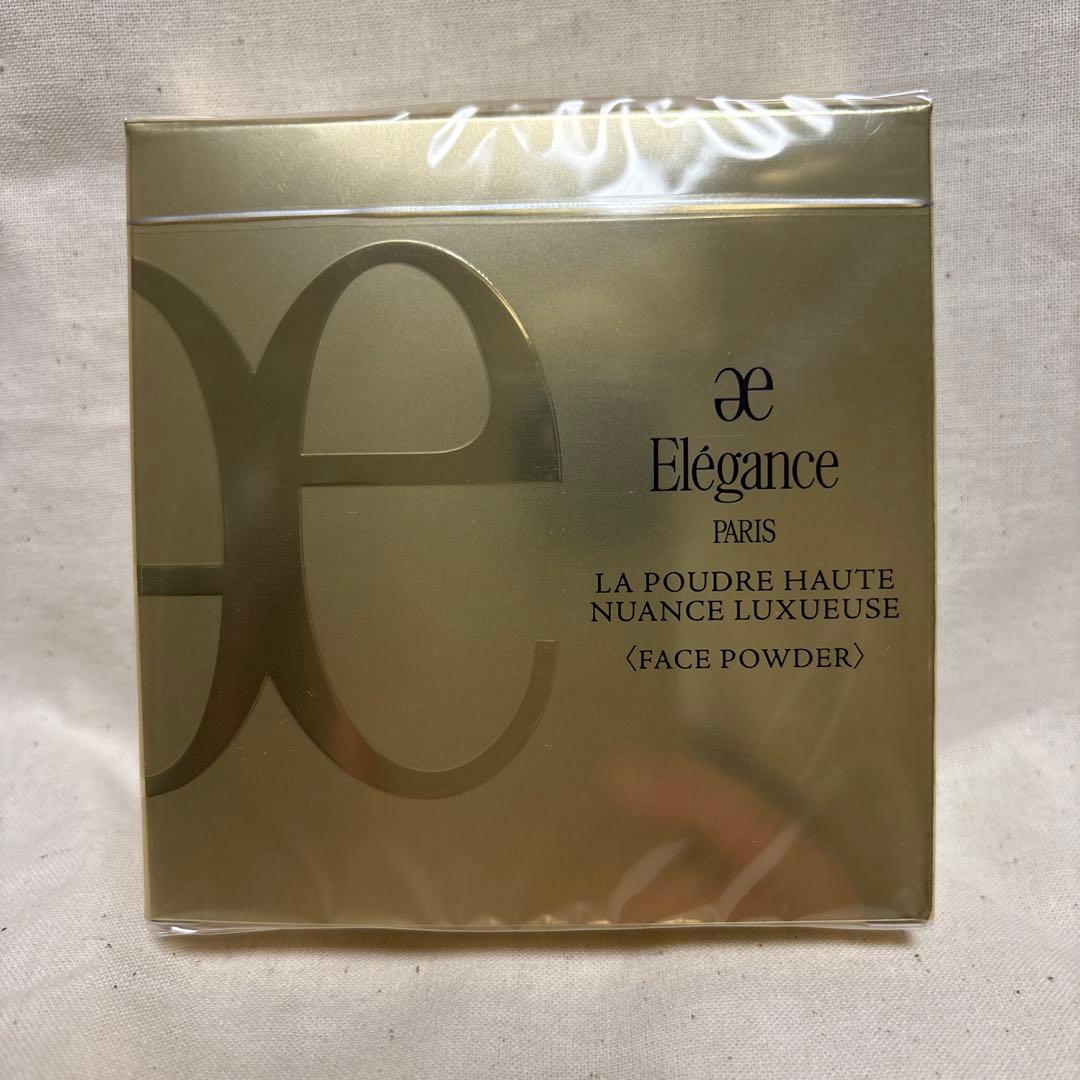 æ
Elégance
PARIS
LA POUDRE HAUTE
NUANCE LUXUEUSE
〈FACE POWDER〉